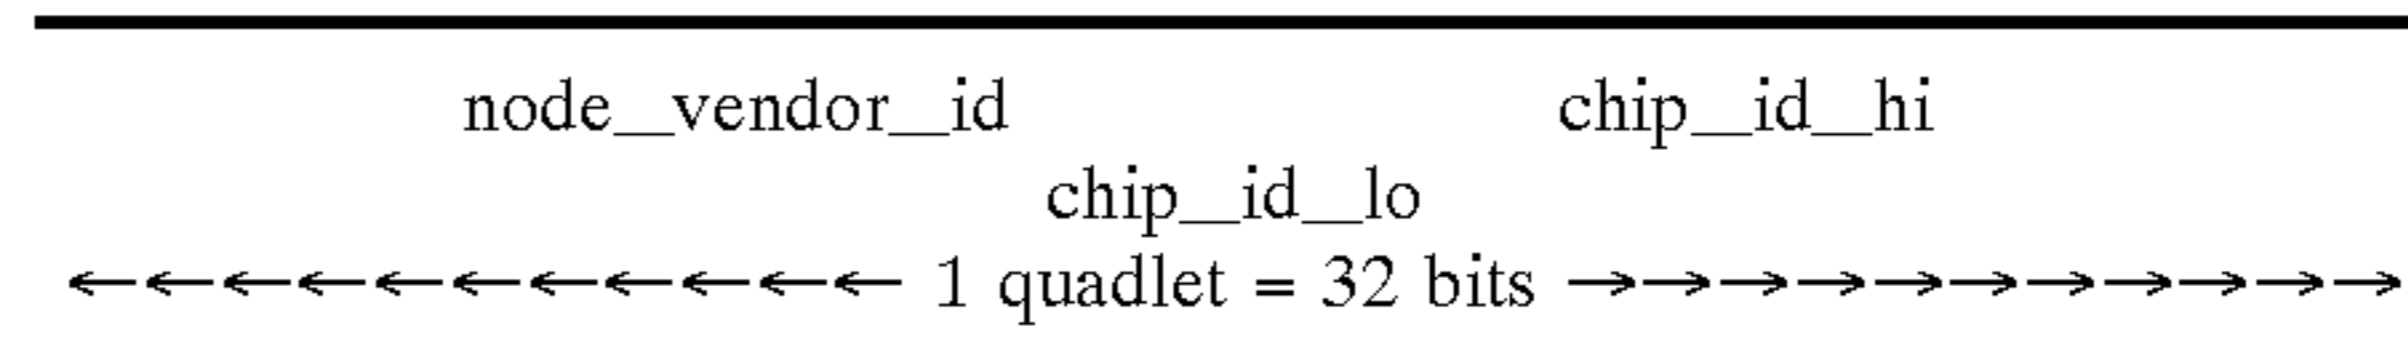 node_vendor_id chip_id_hi
chip_id_lo
←←←←←←←←←←← 1 quadlet = 32 bits →→→→→→→→→→→